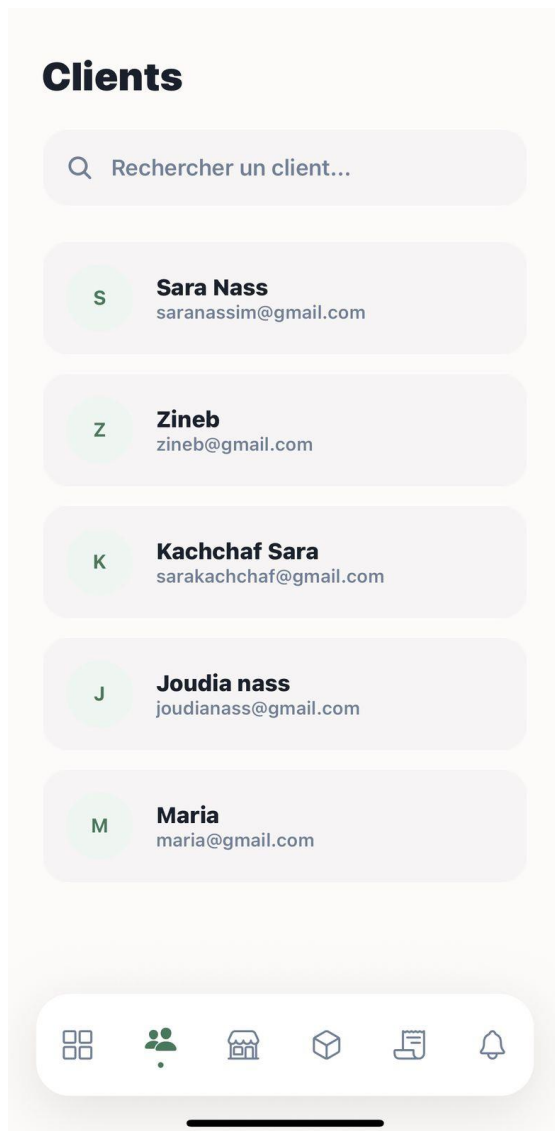 Clients
Rechercher un client...
S
Sara Nass
saranassim@gmail.com
Z
Zineb
zineb@gmail.com
K
Kachchaf Sara
sarakachchaf@gmail.com
J
Joudia nass
joudianass@gmail.com
M
Maria
maria@gmail.com